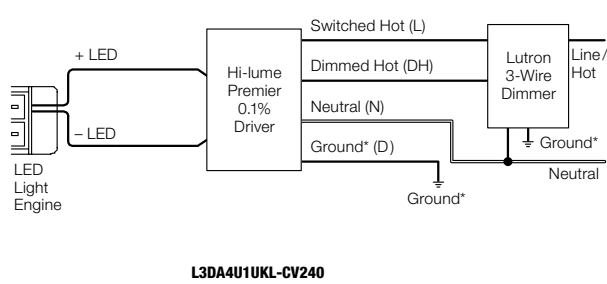 Switched Hot (L)
+ LED
Dimmed Hot (DH)
Hi-lume
Premier
0.1%
Driver
Lutron
3-Wire
Dimmer
Line/
Hot
Neutral (N)
– LED
Ground* (D)
Ground*
Neutral
LED
Light
Engine
Ground*
L3DA4U1UKL-CV240